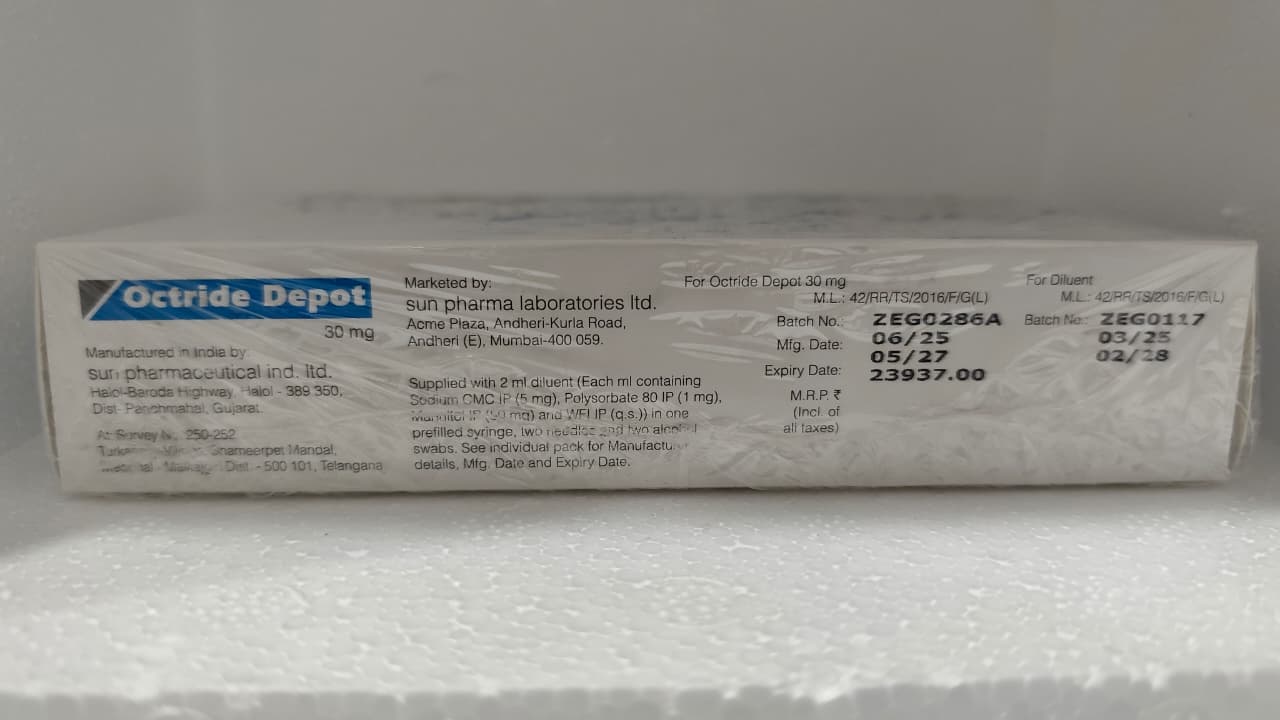 Octride Depot
30 mg
Manufactured in India by:
sun pharmaceutical ind. ltd.
Halol-Baroda Highway, Halol - 389 350,
Dist- Panchmahal, Gujarat.
At: Survey No. 250-252
Shameerpet Mandal,
Dist. - 500 101, Telangana
Marketed by:
sun pharma laboratories ltd.
Acme Plaza, Andheri-Kurla Road,
Andheri (E), Mumbai-400 059.
Supplied with 2 ml diluent (Each ml containing
Sodium CMC IP (5 mg), Polysorbate 80 IP (1 mg),
Mannitol IP mg) and WFI IP (q.s.)) in one
prefilled syringe, two needles and two alcohol
swabs. See individual pack for Manufacturer
details, Mfg. Date and Expiry Date.
For Octride Depot 30 mg
M.L.: 42/RR/TS/2016/F/G(L)
Batch No.: ZEG0286A
Mfg. Date: 06/25
Expiry Date: 05/27
M.R.P. ₹ 23937.00
(Incl. of
all taxes)
For Diluent
M.L.: 42/RR/TS/2016/F/G(L)
Batch No.: ZEG0117
03/25
02/28